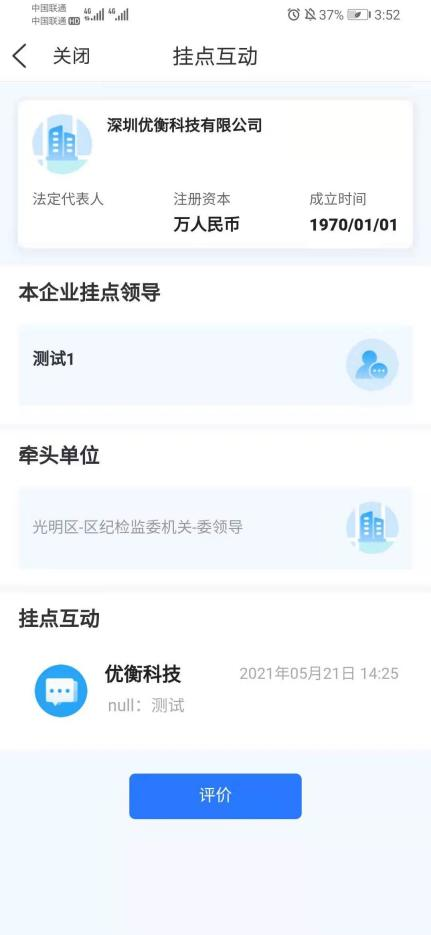 中国联通 4G 4G
中国联通 HD
37% 3:52
关闭 挂点互动
深圳优衡科技有限公司
法定代表人 注册资本 成立时间
万人民币 1970/01/01
本企业挂点领导
测试1
牵头单位
光明区-区纪检监委机关-委领导
挂点互动
优衡科技 2021年05月21日 14:25
null：测试
评价